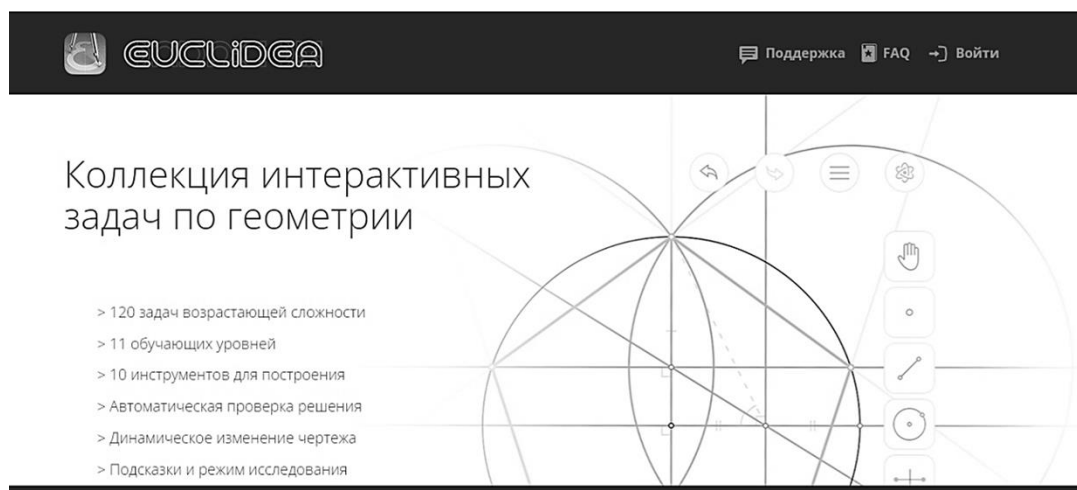 EUCLiDEA
Поддержка FAQ Войти
Коллекция интерактивных
задач по геометрии
> 120 задач возрастающей сложности
> 11 обучающих уровней
> 10 инструментов для построения
> Автоматическая проверка решения
> Динамическое изменение чертежа
> Подсказки и режим исследования